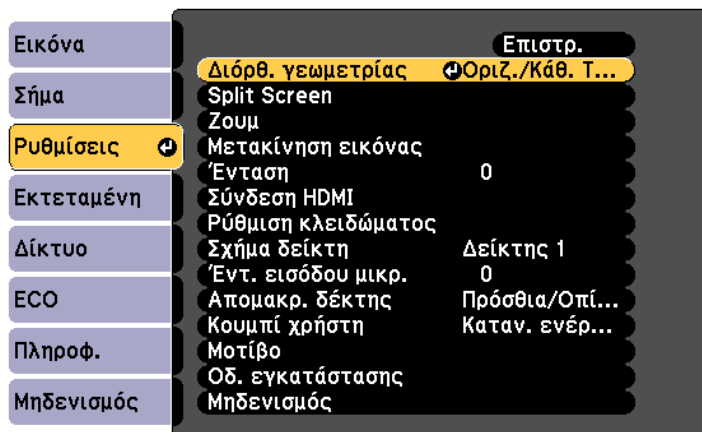 Εικόνα
Σήμα
Ρυθμίσεις
Εκτεταμένη
Δίκτυο
ECO
Πληροφ.
Μηδενισμός
Επιστρ.
Διόρθ. γεωμετρίας Οριζ./Κάθ. Τ...
Split Screen
Ζουμ
Μετακίνηση εικόνας
Ένταση 0
Σύνδεση HDMI
Ρύθμιση κλειδώματος
Σχήμα δείκτη Δείκτης 1
Έντ. εισόδου μικρ. 0
Απομακρ. δέκτης Πρόσθια/Οπί...
Κουμπί χρήστη Καταν. ενέρ...
Μοτίβο
Οδ. εγκατάστασης
Μηδενισμός